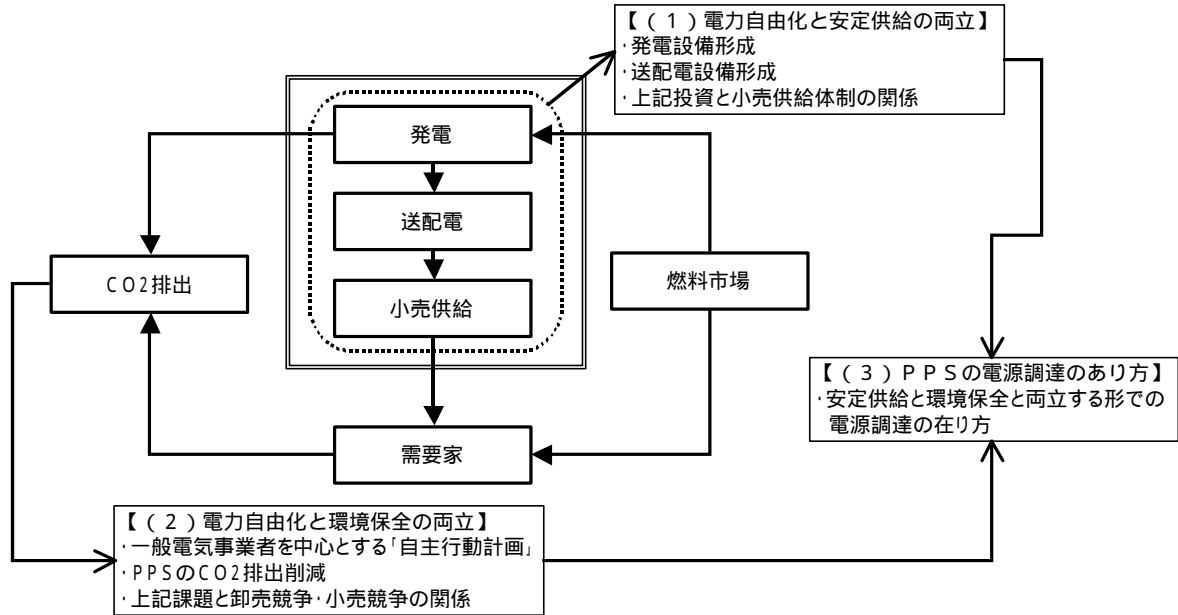 【（１）電力自由化と安定供給の両立】
・発電設備形成
・送配電設備形成
・上記投資と小売供給体制の関係
発電
送配電
小売供給
CO2排出
燃料市場
需要家
【（３）ＰＰＳの電源調達のあり方】
・安定供給と環境保全と両立する形での
電源調達の在り方
【（２）電力自由化と環境保全の両立】
・一般電気事業者を中心とする「自主行動計画」
・PPSのCO2排出削減
・上記課題と卸売競争・小売競争の関係